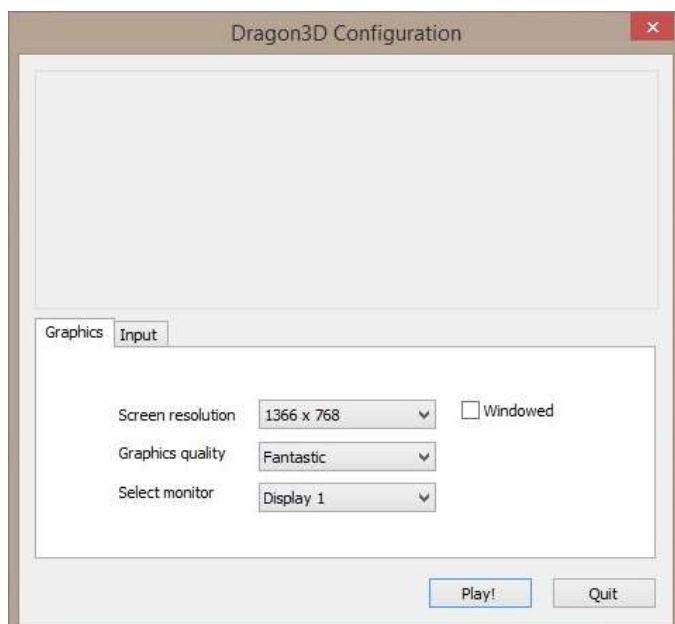 Dragon3D Configuration
Graphics Input
Screen resolution 1366 x 768 Windowed
Graphics quality Fantastic
Select monitor Display 1
Play! Quit